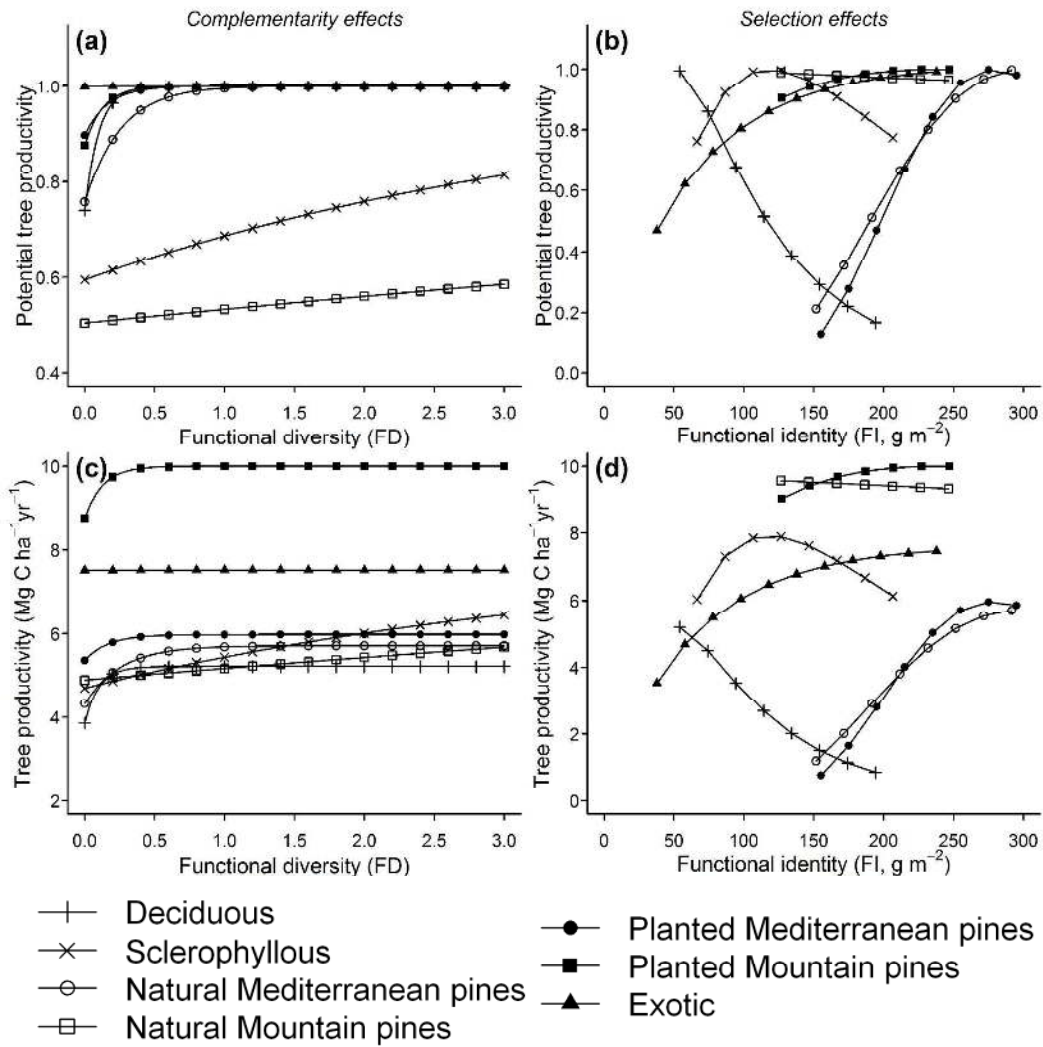 Complementarity effects
Selection effects
(a)
(b)
Potential tree productivity
1.0
0.8
0.6
0.4
0.0 0.5 1.0 1.5 2.0 2.5 3.0
Functional diversity (FD)
Potential tree productivity
1.0
0.8
0.6
0.4
0.2
0.0
0 50 100 150 200 250 300
Functional identity (FI, g m⁻²)
(c)
(d)
Tree productivity (Mg C ha⁻¹yr⁻¹)
10
8
6
4
2
0.0 0.5 1.0 1.5 2.0 2.5 3.0
Functional diversity (FD)
Tree productivity (Mg C ha⁻¹yr⁻¹)
10
8
6
4
2
0
0 50 100 150 200 250 300
Functional identity (FI, g m⁻²)
Deciduous
Sclerophyllous
Natural Mediterranean pines
Natural Mountain pines
Planted Mediterranean pines
Planted Mountain pines
Exotic